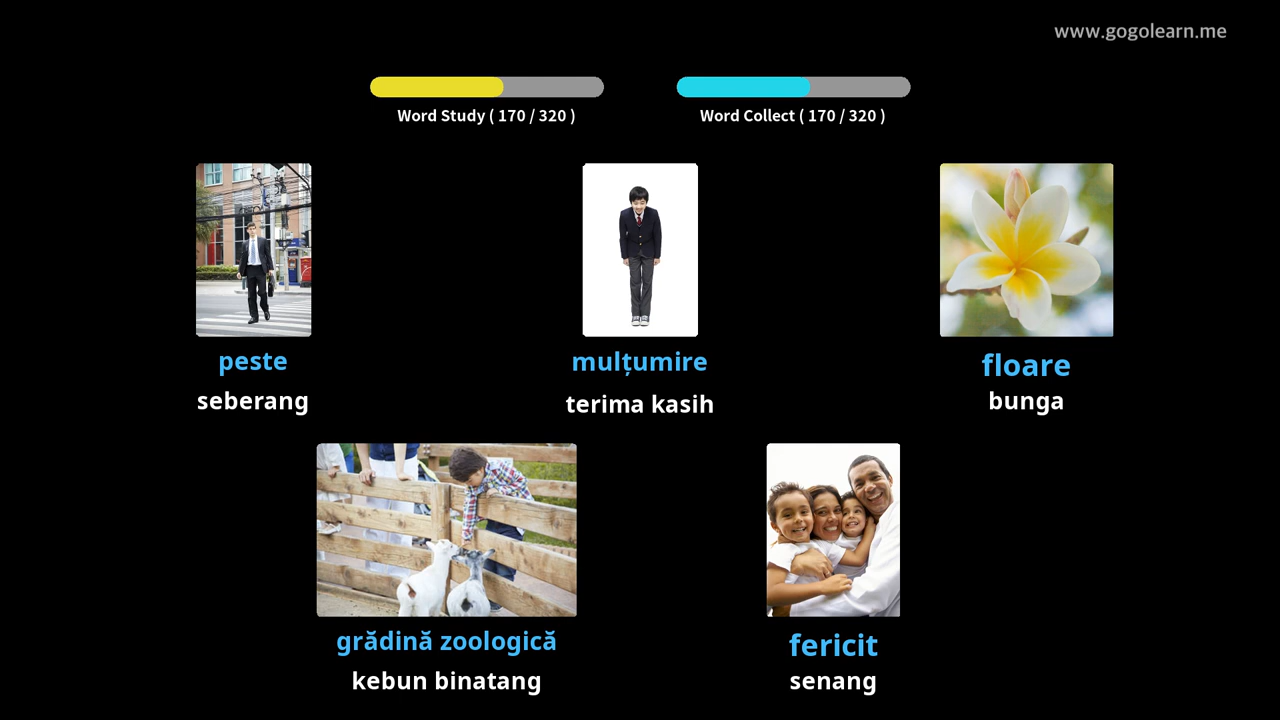 www.gogolearn.me
Word Study ( 170 / 320 )
Word Collect ( 170 / 320 )
peste
seberang
mulțumire
terima kasih
floare
bunga
grădină zoologică
kebun binatang
fericit
senang